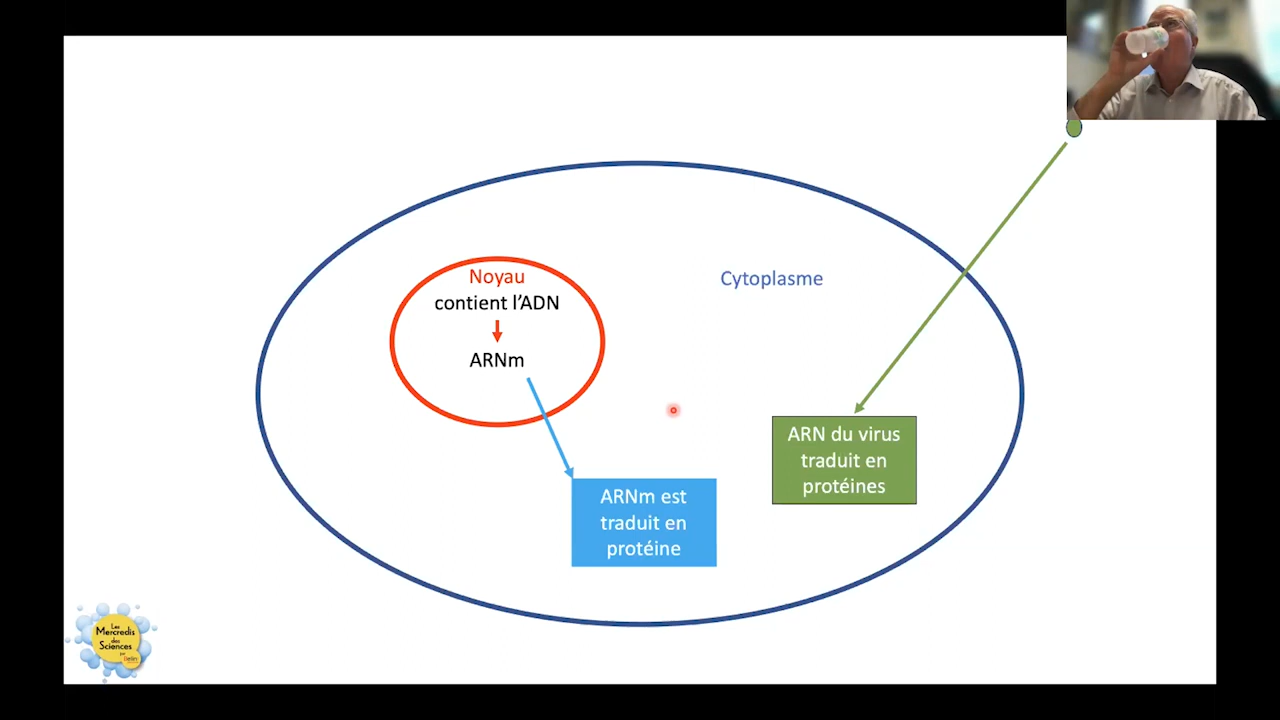 Noyau
contient l'ADN
ARNm
Cytoplasme
ARN du virus
traduit en
protéines
ARNm est
traduit en
protéine
Les
Mercredis
des
Sciences